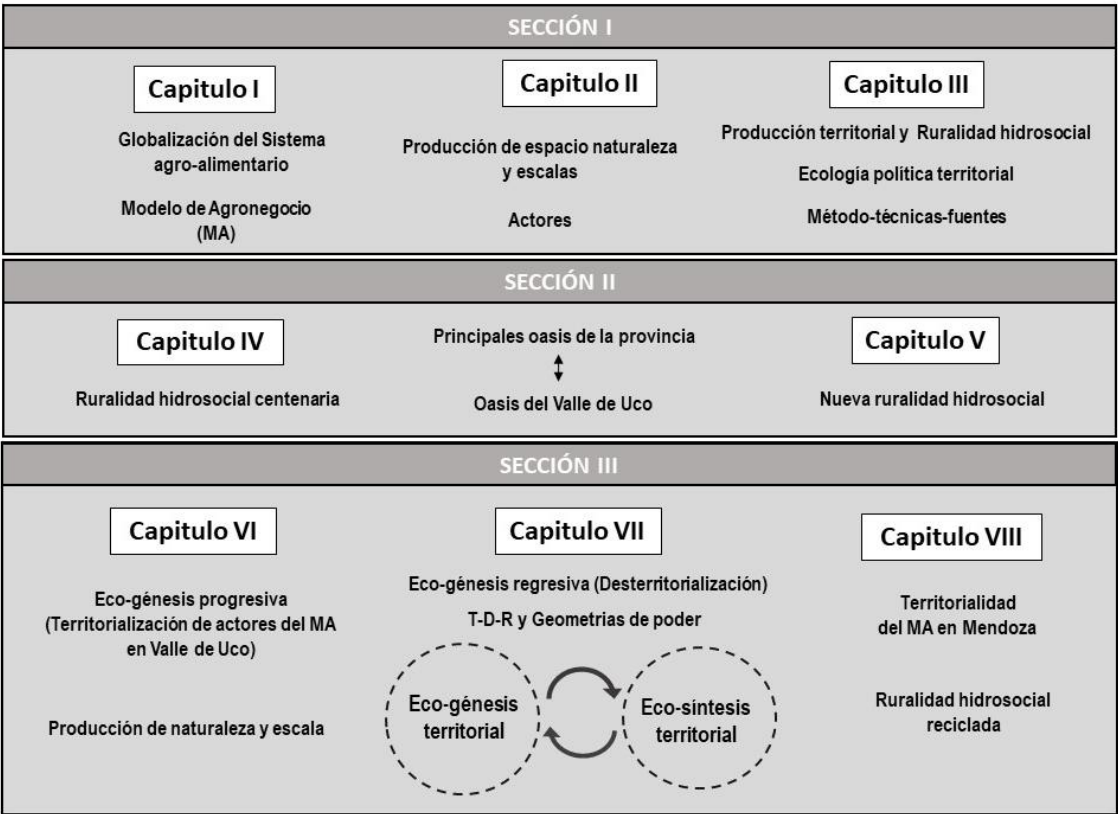 SECCIÓN I
Capitulo I
Globalización del Sistema
agro-alimentario
Modelo de Agronegocio
(MA)
Capitulo II
Producción de espacio naturaleza
y escalas
Actores
Capitulo III
Producción territorial y Ruralidad hidrosocial
Ecología política territorial
Método-técnicas-fuentes
SECCIÓN II
Capitulo IV
Ruralidad hidrosocial centenaria
Principales oasis de la provincia
Oasis del Valle de Uco
Capitulo V
Nueva ruralidad hidrosocial
SECCIÓN III
Capitulo VI
Eco-génesis progresiva
(Territorialización de actores del MA
en Valle de Uco)
Producción de naturaleza y escala
Capitulo VII
Eco-génesis regresiva (Desterritorialización)
T-D-R y Geometrias de poder
Eco-génesis
territorial
Eco-síntesis
territorial
Capitulo VIII
Territorialidad
del MA en Mendoza
Ruralidad hidrosocial
reciclada